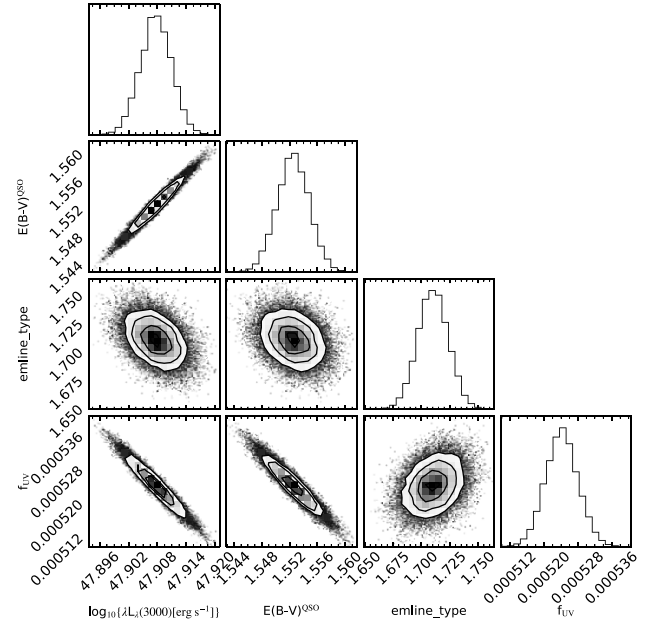 1.560
1.556
1.552
1.548
1.544
E(B-V)^QSO
1.750
1.725
1.700
1.675
1.650
emline_type
0.000536
0.000528
0.000520
0.000512
f_UV
47.896 47.902 47.908 47.914 47.920
1.544 1.548 1.552 1.556 1.560
1.650 1.675 1.700 1.725 1.750
0.000512 0.000520 0.000528 0.000536
log₁₀{λL_λ(3000)[erg s⁻¹]} E(B-V)^QSO emline_type f_UV